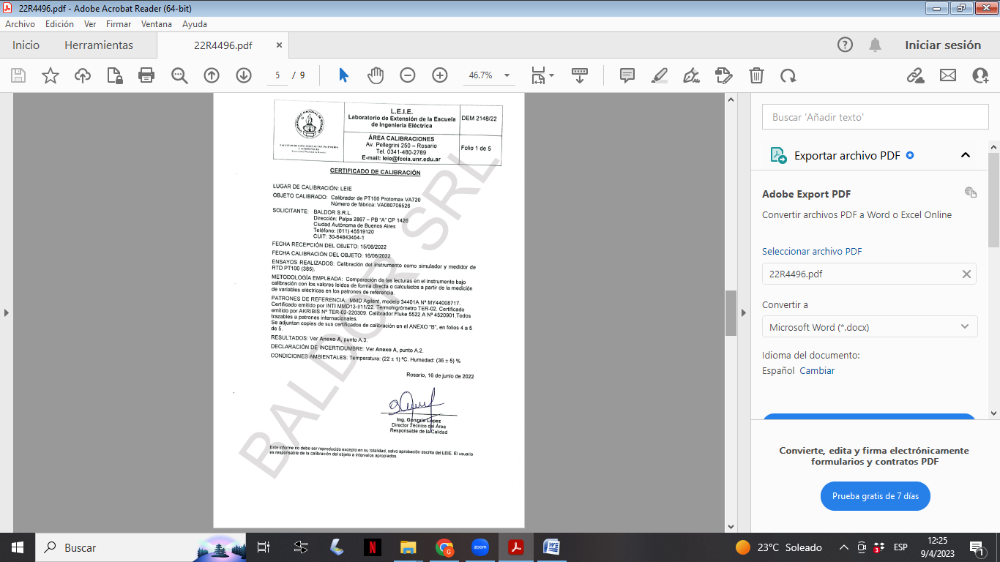 22R4496.pdf - Adobe Acrobat Reader (64-bit)
Archivo Edición Ver Firmar Ventana Ayuda
Inicio Herramientas 22R4496.pdf Iniciar sesión
5 / 9 46.7%
L.E.I.E.
Laboratorio de Extensión de la Escuela
de Ingeniería Eléctrica
DEM 2148/22
ÁREA CALIBRACIONES
Av. Pellegrini 250 – Rosario
Tel. 0341-480-2789
E-mail: leie@fceia.unr.edu.ar
Folio 1 de 5
CERTIFICADO DE CALIBRACIÓN
LUGAR DE CALIBRACIÓN: LEIE
OBJETO CALIBRADO: Calibrador de PT100 Protomax VA720
Número de fábrica: VA080706526
SOLICITANTE: BALDOR S.R.L.
Dirección: Palpa 2867 – PB “A” CP 1426
Ciudad Autónoma de Buenos Aires
Teléfono: (011) 45519120
CUIT: 30-64843454-1
FECHA RECEPCIÓN DEL OBJETO: 15/06/2022
FECHA CALIBRACIÓN DEL OBJETO: 16/06/2022
ENSAYOS REALIZADOS: Calibración del instrumento como simulador y medidor de
RTD PT100 (385).
METODOLOGÍA EMPLEADA: Comparación de las lecturas en el instrumento bajo
calibración con los valores leídos de forma directa o calculados a partir de la medición
de variables eléctricas en los patrones de referencia.
PATRONES DE REFERENCIA: MMD Agilent, modelo 34401A Nº MY44008717.
Certificado emitido por INTI MMD13-I/11/22. Termohigrómetro TER-02. Certificado
emitido por AKRIBIS Nº TER-02-220309. Calibrador Fluke 5522 A Nº 4520901.Todos
trazables a patrones internacionales.
Se adjuntan copias de sus certificados de calibración en el ANEXO “B”, en folios 4 a 5
de 5.
RESULTADOS: Ver Anexo A, punto A.3.
DECLARACIÓN DE INCERTIDUMBRE: Ver Anexo A, punto A.2.
CONDICIONES AMBIENTALES: Temperatura: (22 ± 1) ºC. Humedad: (36 ± 5) %
Rosario, 16 de junio de 2022
Ing. Gonzalo López
Director Técnico del Área
Responsable de la Calidad
Este informe no debe ser reproducido excepto en su totalidad, salvo aprobación escrita del LEIE. El usuario
es responsable de la calibración del objeto a intervalos apropiados
BALDOR SRL
Buscar 'Añadir texto'
Exportar archivo PDF
Adobe Export PDF
Convertir archivos PDF a Word o Excel Online
Seleccionar archivo PDF
22R4496.pdf
Convertir a
Microsoft Word (*.docx)
Idioma del documento:
Español Cambiar
Convierte, edita y firma electrónicamente
formularios y contratos PDF
Prueba gratis de 7 días
Buscar
N
G
zoom
W
23°C Soleado
3
ESP
12:25
9/4/2023
1